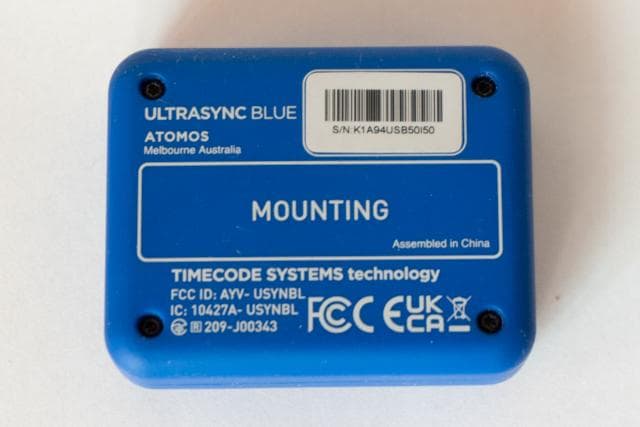 ULTRASYNC BLUE
ATOMOS
Melbourne Australia
S/N:K1A94USB50I50
MOUNTING
Assembled in China
TIMECODE SYSTEMS technology
FCC ID: AYV- USYNBL
IC: 10427A- USYNBL
R 209-J00343
FCC CE UK
CA